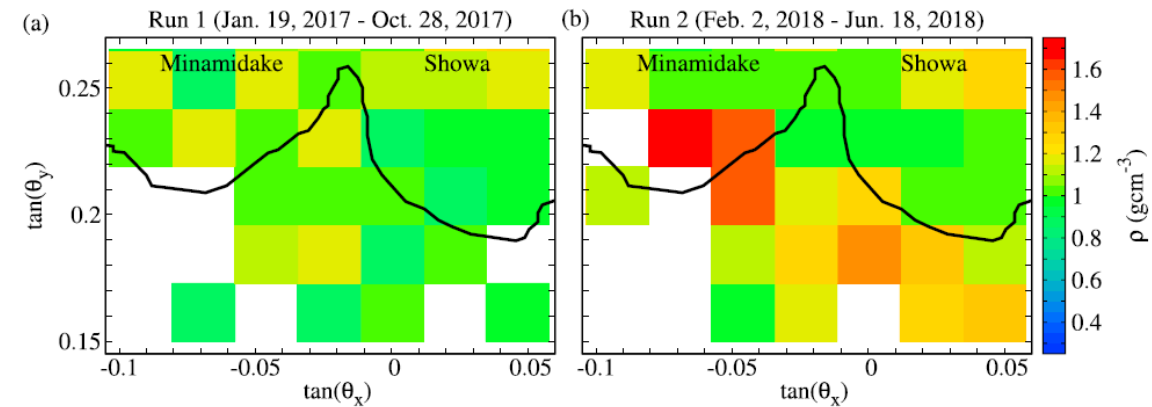 (a) Run 1 (Jan. 19, 2017 - Oct. 28, 2017)
(b) Run 2 (Feb. 2, 2018 - Jun. 18, 2018)
Minamidake Showa
Minamidake Showa
0.25
0.2
0.15
tan(θy)
-0.1 -0.05 0 0.05
tan(θx)
-0.1 -0.05 0 0.05
tan(θx)
1.6
1.4
1.2
1
0.8
0.6
0.4
ρ (gcm-3)